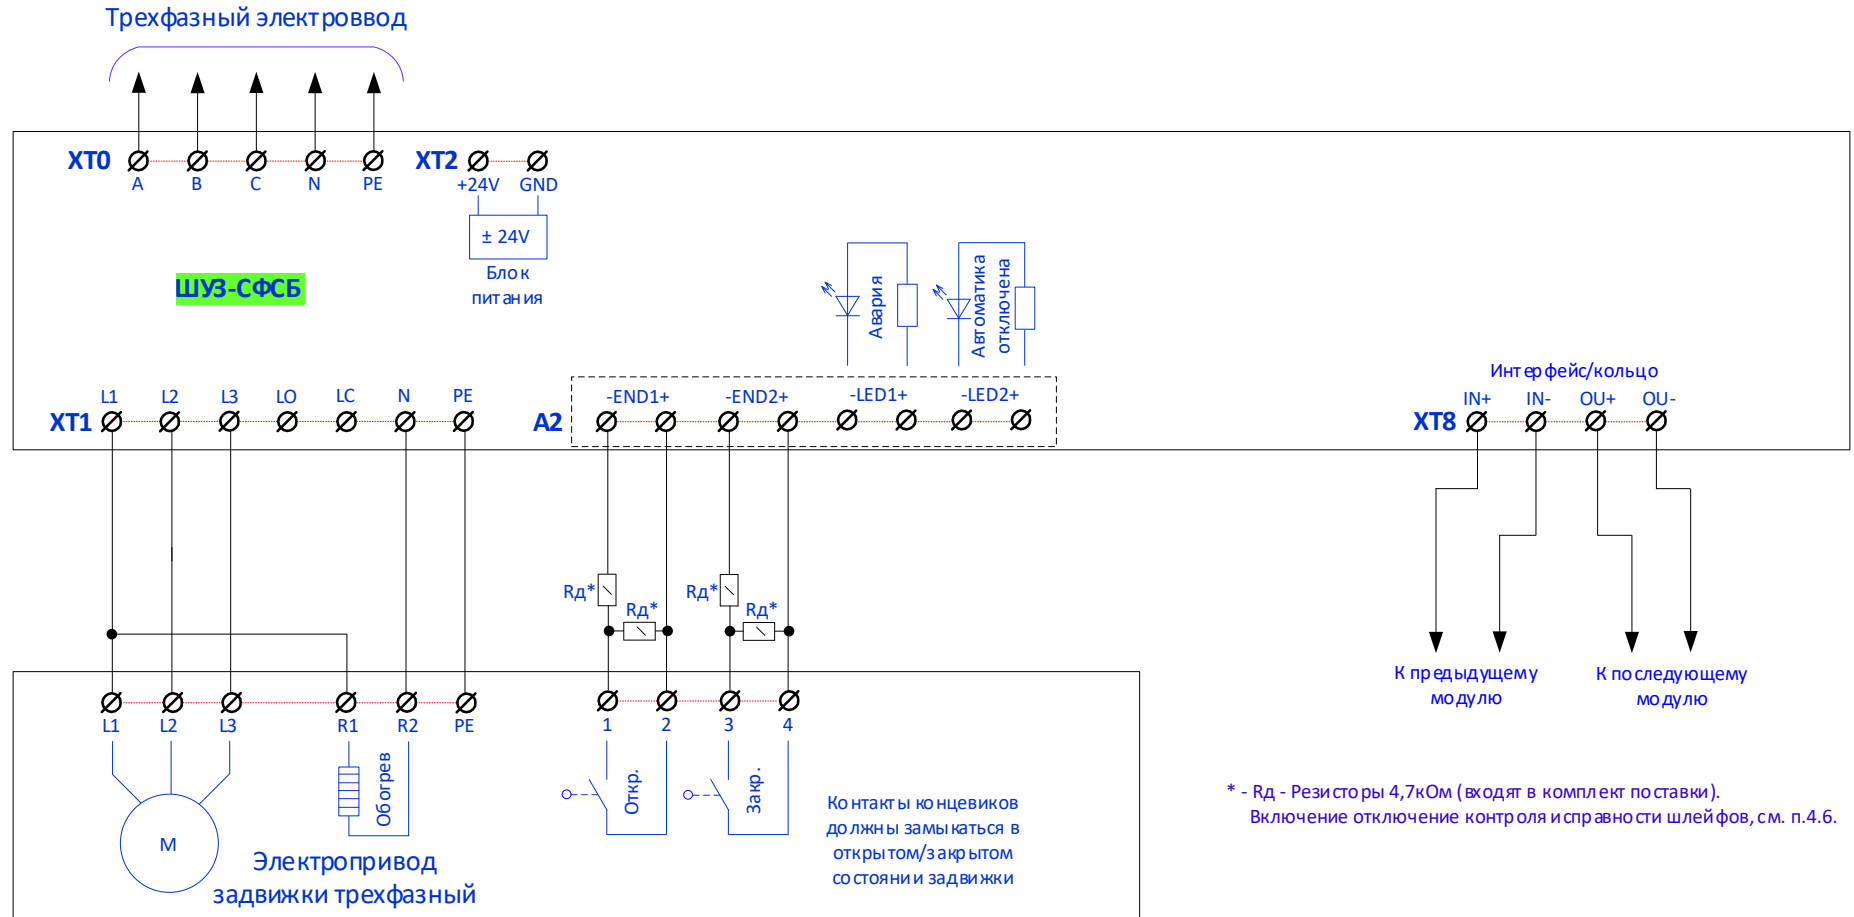 Трехфазный электроввод
XT0
A
B
C
N
PE
XT2
+24V
GND
± 24V
Блок
питания
ШУЗ-СФСБ
Авария
Автоматика
отключена
XT1
L1
L2
L3
LO
LC
N
PE
A2
-END1+
-END2+
-LED1+
-LED2+
Интерфейс/кольцо
XT8
IN+
IN-
OU+
OU-
Rд*
Rд*
Rд*
Rд*
К предыдущему
модулю
К последующему
модулю
L1
L2
L3
R1
R2
PE
1
2
3
4
Обогрев
Откр.
Закр.
M
Электропривод
задвижки трехфазный
Контакты концевиков
должны замыкаться в
открытом/закрытом
состоянии задвижки
* - Rд - Резисторы 4,7кОм (входят в комплект поставки).
Включение отключение контроля исправности шлейфов, см. п.4.6.